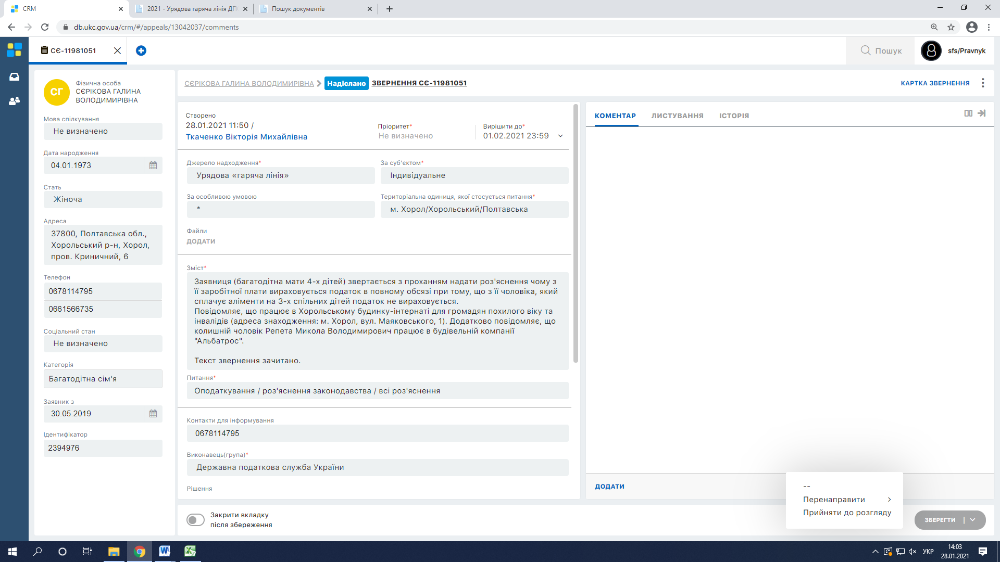 CRM
2021 - Урядова гаряча лінія ДП
Пошук документів
db.ukc.gov.ua/crm/#/appeals/13042037/comments
СЄ-11981051
Пошук
sfs/Pravnyk
СГ
Фізична особа
СЄРІКОВА ГАЛИНА
ВОЛОДИМИРІВНА
Мова спілкування
Не визначено
Дата народження
04.01.1973
Стать
Жіноча
Адреса
37800, Полтавська обл.,
Хорольський р-н, Хорол,
пров. Криничний, 6
Телефон
0678114795
0661566735
Соціальний стан
Не визначено
Категорія
Багатодітна сім'я
Заявник з
30.05.2019
Ідентифікатор
2394976
СЄРІКОВА ГАЛИНА ВОЛОДИМИРІВНА
Надіслано
ЗВЕРНЕННЯ СЄ-11981051
КАРТКА ЗВЕРНЕННЯ
Створено
28.01.2021 11:50 /
Ткаченко Вікторія Михайлівна
Пріоритет*
Не визначено
Вирішити до*
01.02.2021 23:59
Джерело надходження*
Урядова «гаряча лінія»
За суб'єктом*
Індивідуальне
За особливою умовою
*
Територіальна одиниця, якої стосується питання*
м. Хорол/Хорольський/Полтавська
Файли
ДОДАТИ
Зміст*
Заявниця (багатодітна мати 4-х дітей) звертається з проханням надати роз'яснення чому з
її заробітної плати вираховується податок в повному обсязі при тому, що з її чоловіка, який
сплачує аліменти на 3-х спільних дітей податок не вираховується.
Повідомляє, що працює в Хорольському будинку-інтернаті для громадян похилого віку та
інвалідів (адреса знаходження: м. Хорол, вул. Маяковського, 1). Додатково повідомляє, що
колишній чоловік Репета Микола Володимирович працює в будівельній компанії
"Альбатрос".
Текст звернення зачитано.
Питання*
Оподаткування / роз'яснення законодавства / всі роз'яснення
Контакти для інформування
0678114795
Виконавець(група)*
Державна податкова служба України
Рішення
КОМЕНТАР
ЛИСТУВАННЯ
ІСТОРІЯ
ДОДАТИ
--
Перенаправити
Прийняти до розгляду
Закрити вкладку
після збереження
ЗБЕРЕГТИ
УКР
14:03
28.01.2021